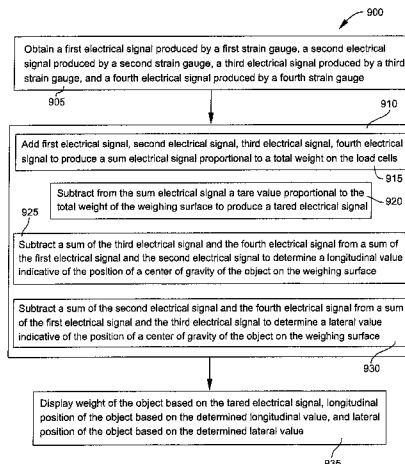 900
Obtain a first electrical signal produced by a first strain gauge, a second electrical
signal produced by a second strain gauge, a third electrical signal produced by a third
strain gauge, and a fourth electrical signal produced by a fourth strain gauge
905
910
Add first electrical signal, second electrical signal, third electrical signal, fourth electrical
signal to produce a sum electrical signal proportional to a total weight on the load cells
915
Subtract from the sum electrical signal a tare value proportional to the
total weight of the weighing surface to produce a tared electrical signal
920
925
Subtract a sum of the third electrical signal and the fourth electrical signal from a sum of
the first electrical signal and the second electrical signal to determine a longitudinal value
indicative of the position of a center of gravity of the object on the weighing surface
Subtract a sum of the second electrical signal and the fourth electrical signal from a sum
of the first electrical signal and the third electrical signal to determine a lateral value
indicative of the position of a center of gravity of the object on the weighing surface
930
Display weight of the object based on the tared electrical signal, longitudinal
position of the object based on the determined longitudinal value, and lateral
position of the object based on the determined lateral value
935